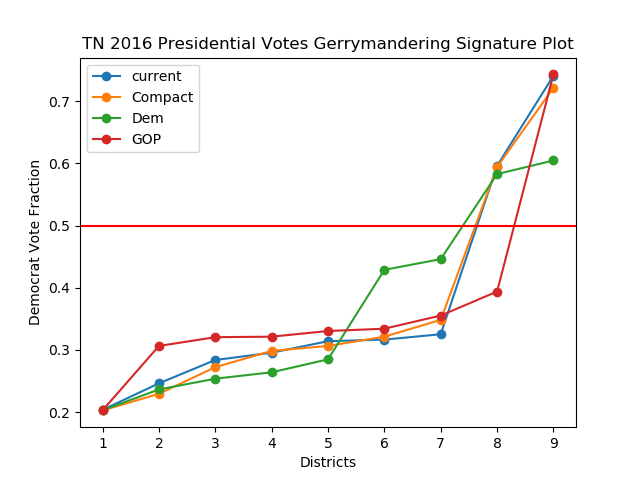 TN 2016 Presidential Votes Gerrymandering Signature Plot
current
Compact
Dem
GOP
Democrat Vote Fraction
0.7
0.6
0.5
0.4
0.3
0.2
1 2 3 4 5 6 7 8 9
Districts